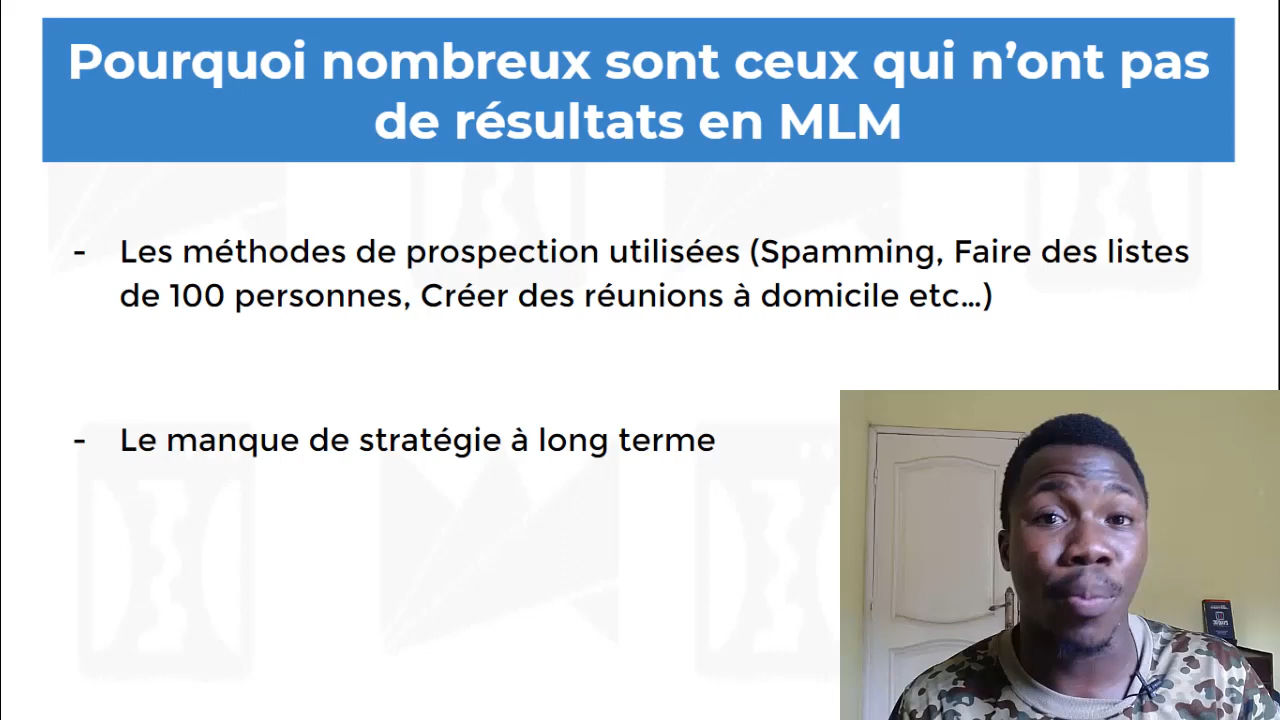 Pourquoi nombreux sont ceux qui n’ont pas
de résultats en MLM
- Les méthodes de prospection utilisées (Spamming, Faire des listes
de 100 personnes, Créer des réunions à domicile etc...)
- Le manque de stratégie à long terme